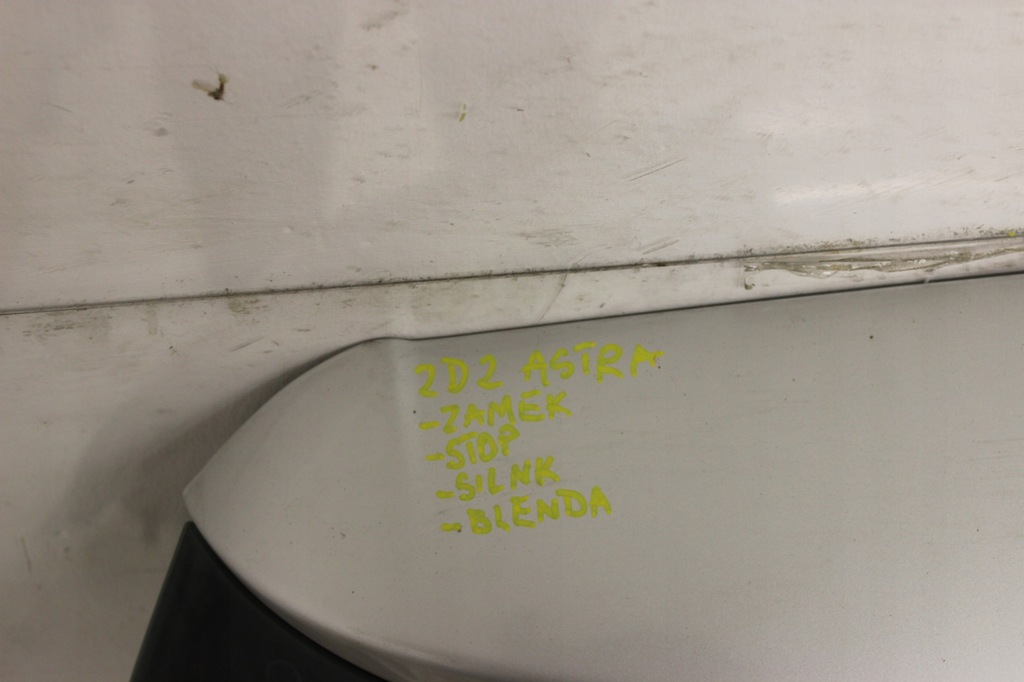 2D2 ASTRA
-ZAMEK
-STOP
-SILNK
-BLENDA